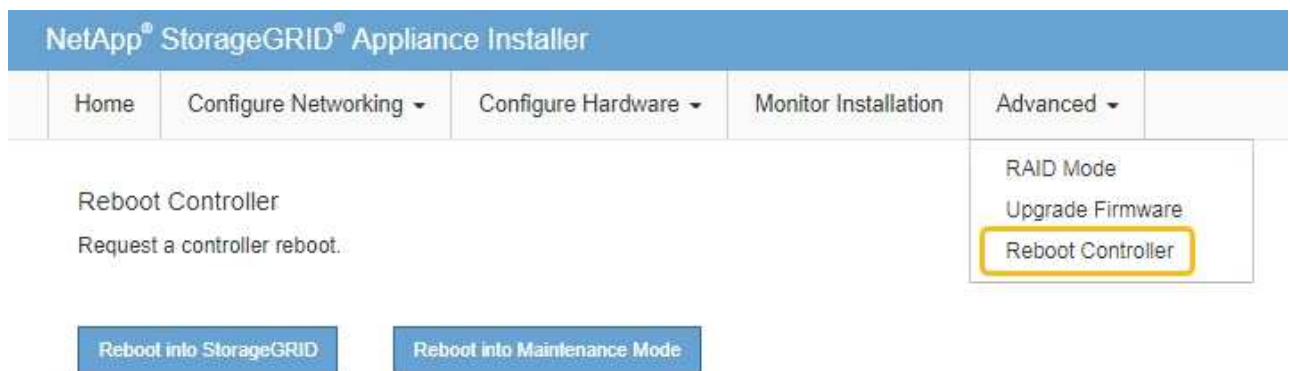 NetApp® StorageGRID® Appliance Installer
Home Configure Networking Configure Hardware Monitor Installation Advanced
RAID Mode
Upgrade Firmware
Reboot Controller
Reboot Controller
Request a controller reboot.
Reboot into StorageGRID Reboot into Maintenance Mode